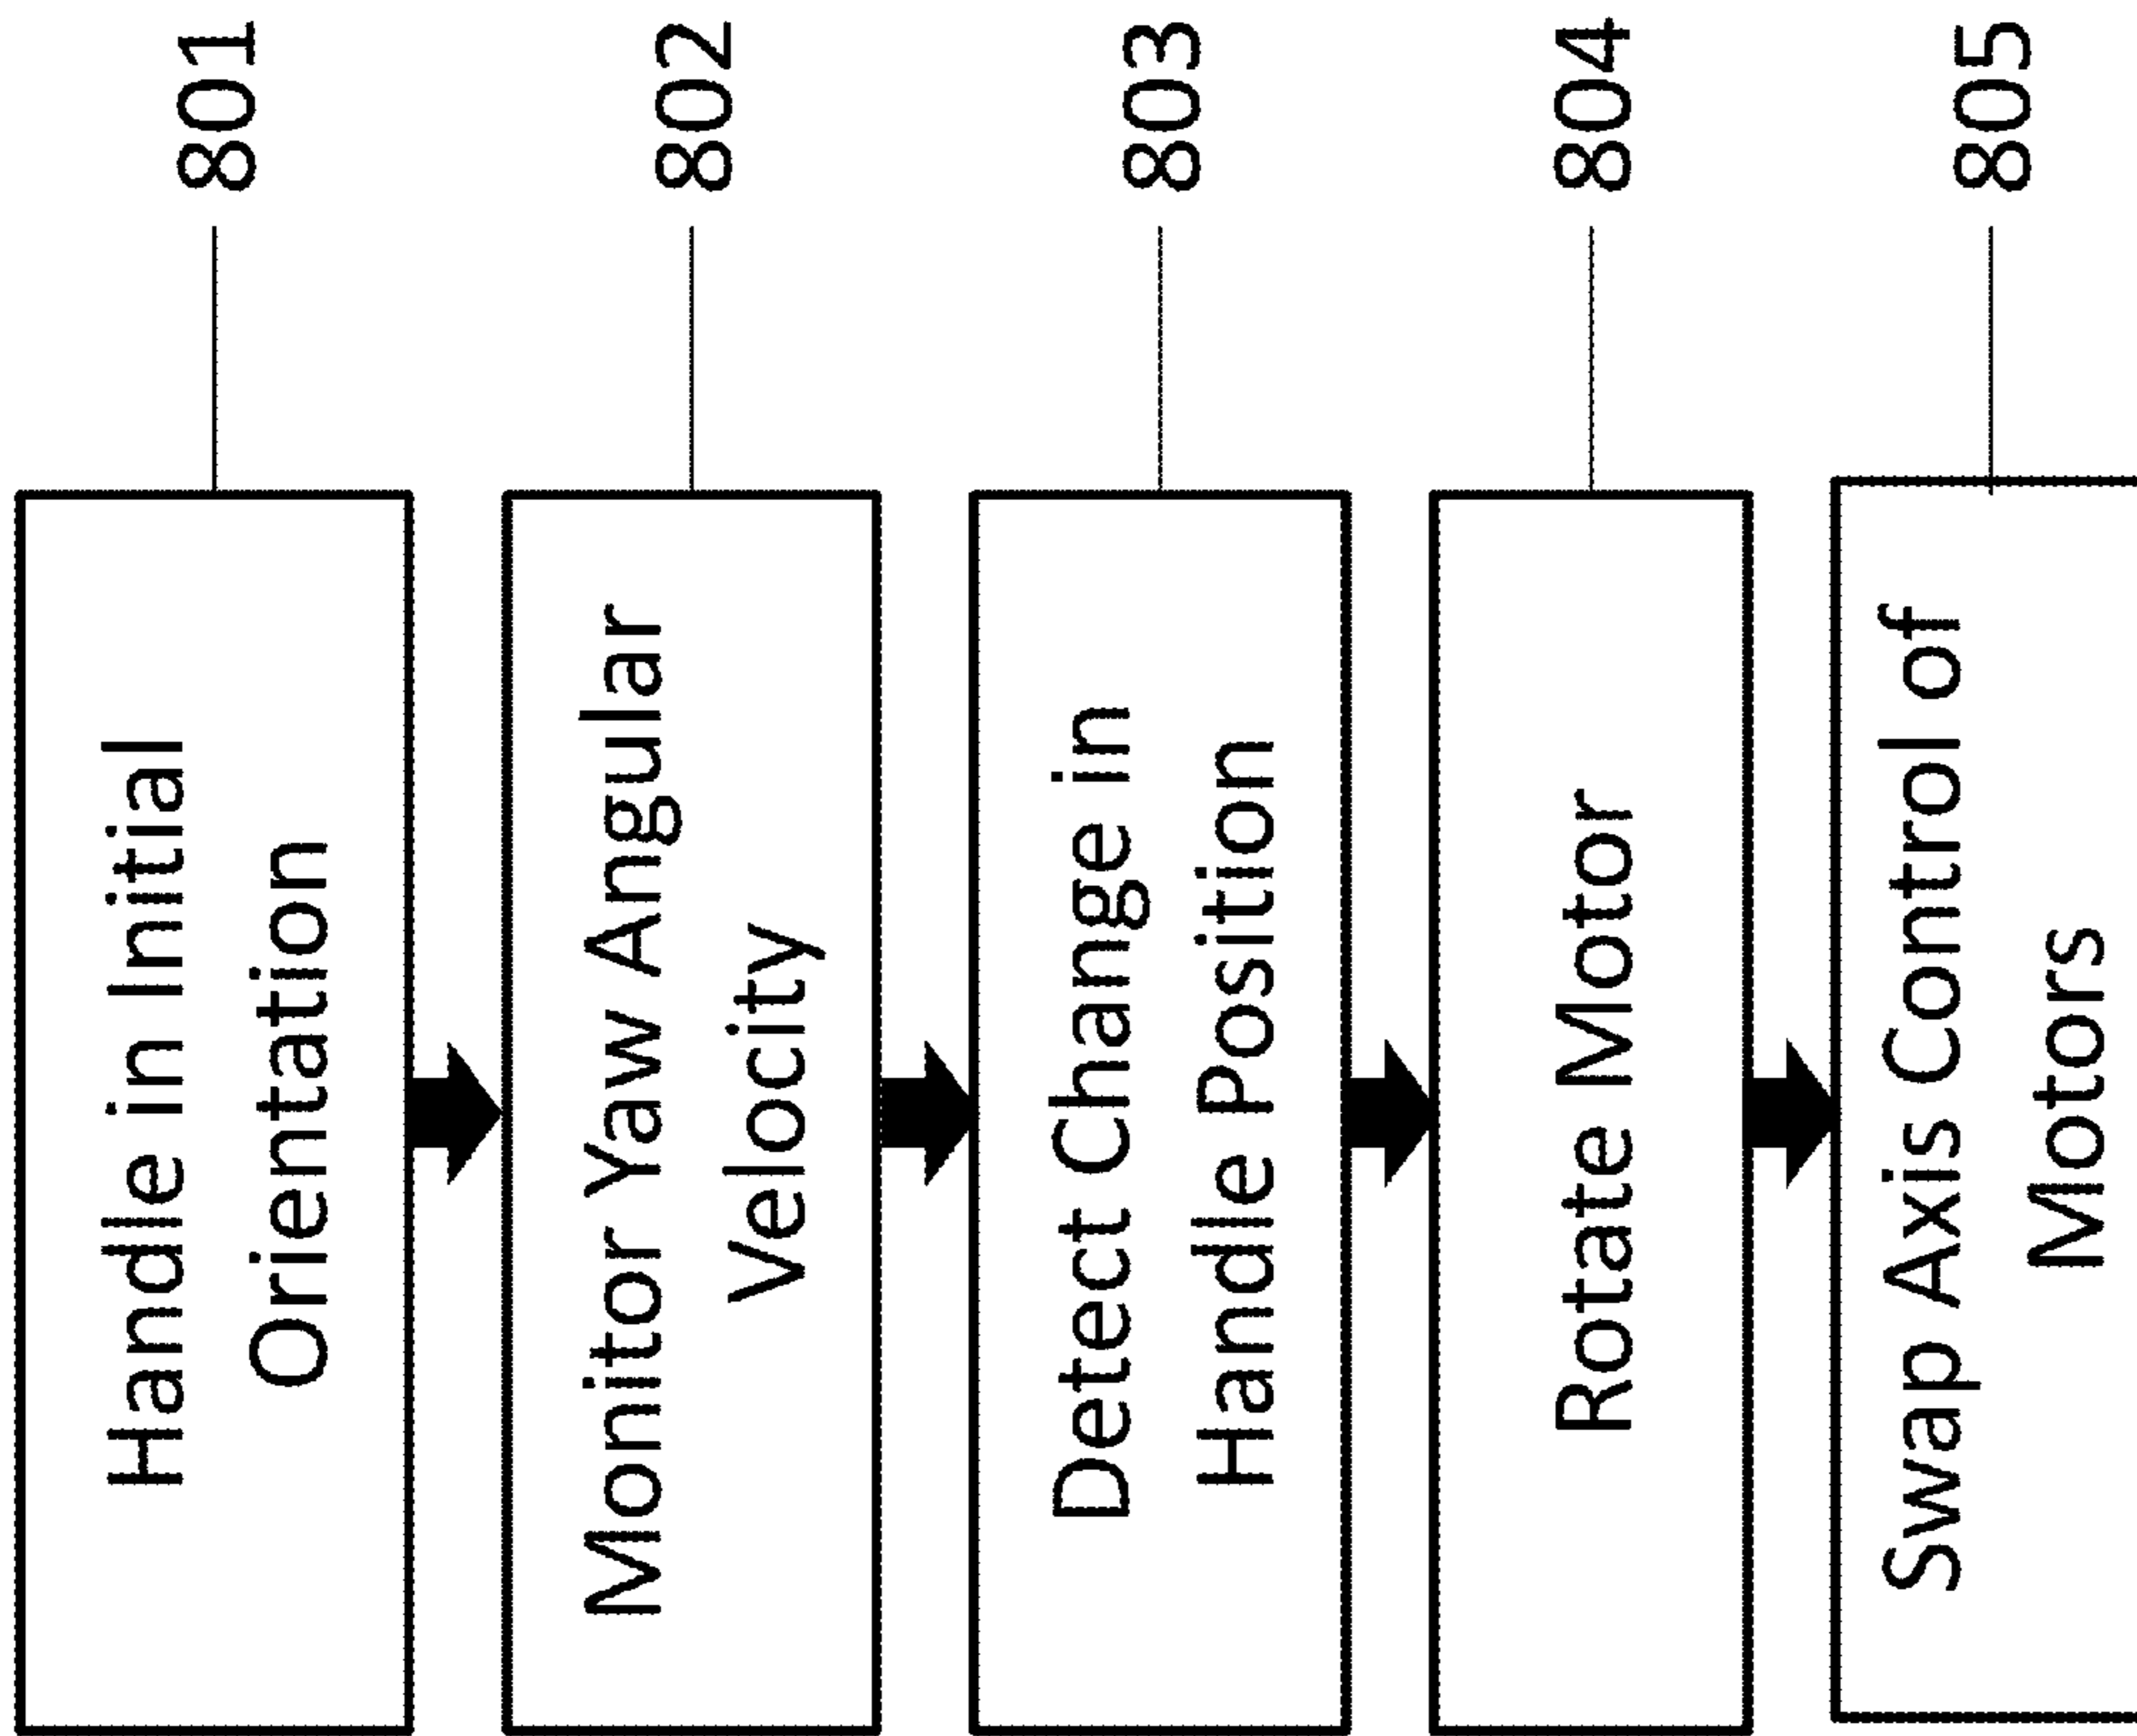 Handle in Initial
Orientation
801
Monitor Yaw Angular
Velocity
802
Detect Change in
Handle Position
803
Rotate Motor
804
Swap Axis Control of
Motors
805